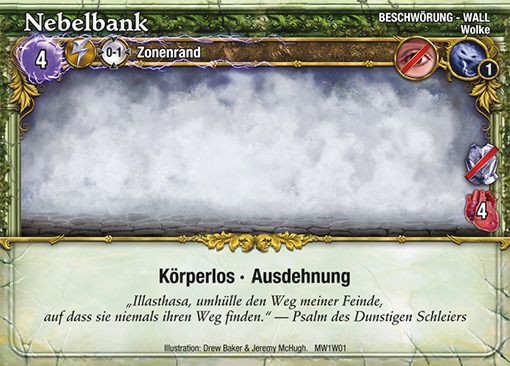 Nebelbank
BESCHWÖRUNG - WALL
Wolke
4
0-1
Zonenrand
1
4
Körperlos · Ausdehnung
„Illasthasa, umhülle den Weg meiner Feinde,
auf dass sie niemals ihren Weg finden.“ — Psalm des Dunstigen Schleiers
Illustration: Drew Baker & Jeremy McHugh. MW1W01